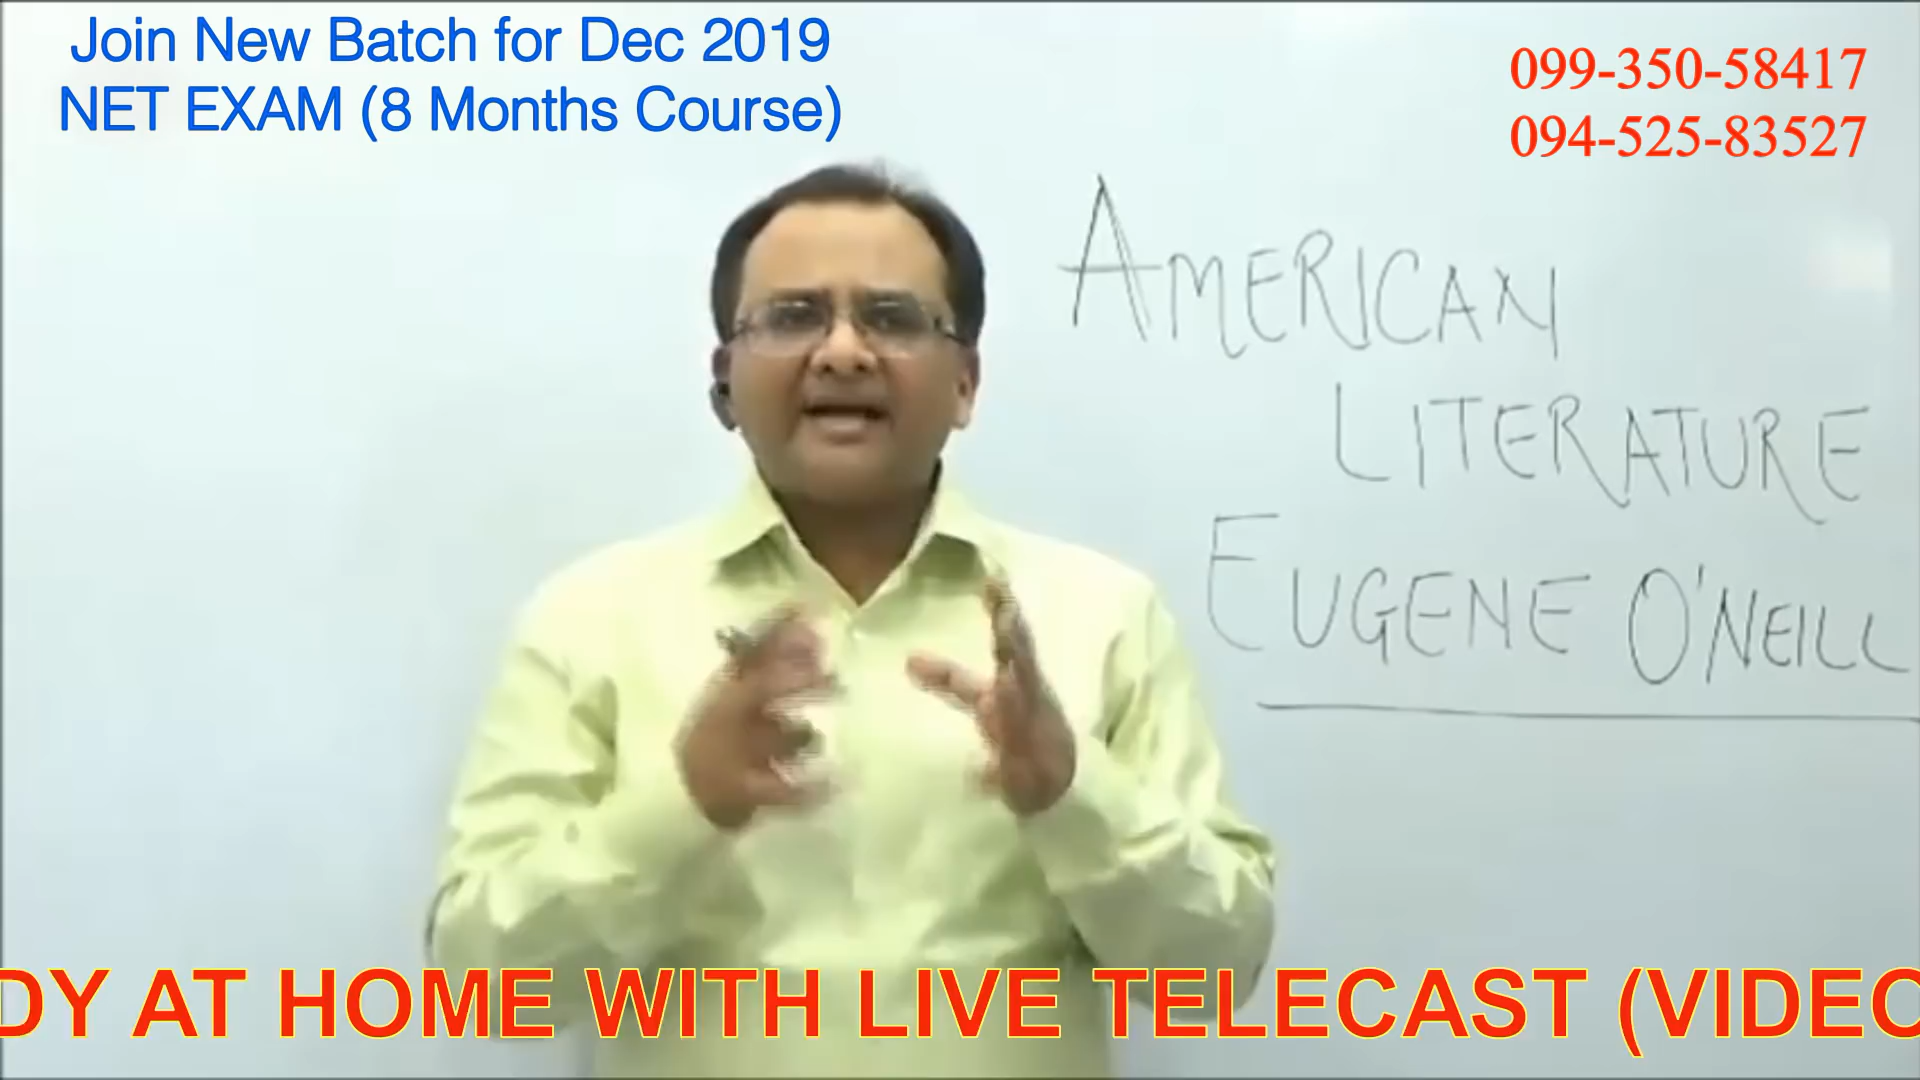 Join New Batch for Dec 2019
NET EXAM (8 Months Course)
099-350-58417
094-525-83527
AMERICAN
LITERATURE
EUGENE O'NEILL
DY AT HOME WITH LIVE TELECAST (VIDEO